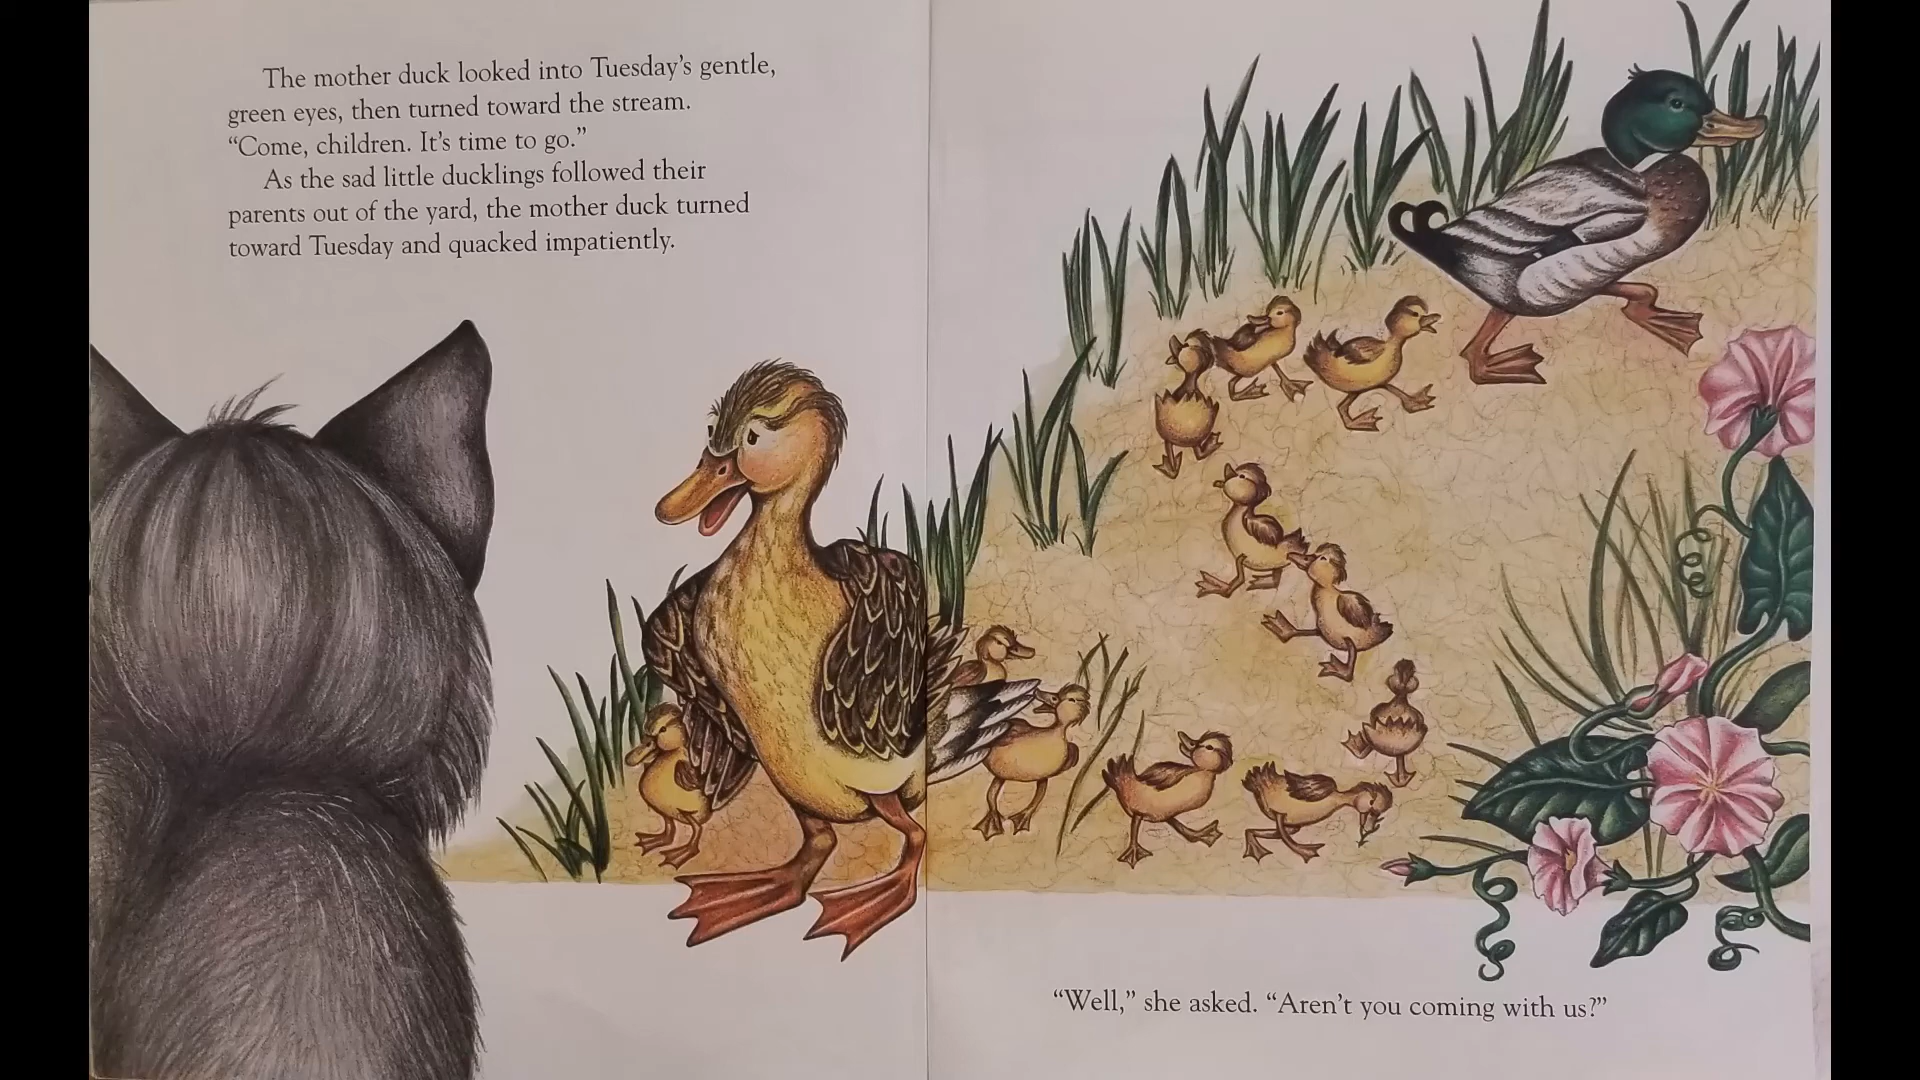 The mother duck looked into Tuesday's gentle,
green eyes, then turned toward the stream.
“Come, children. It's time to go.”
As the sad little ducklings followed their
parents out of the yard, the mother duck turned
toward Tuesday and quacked impatiently.
“Well,” she asked. “Aren't you coming with us?”